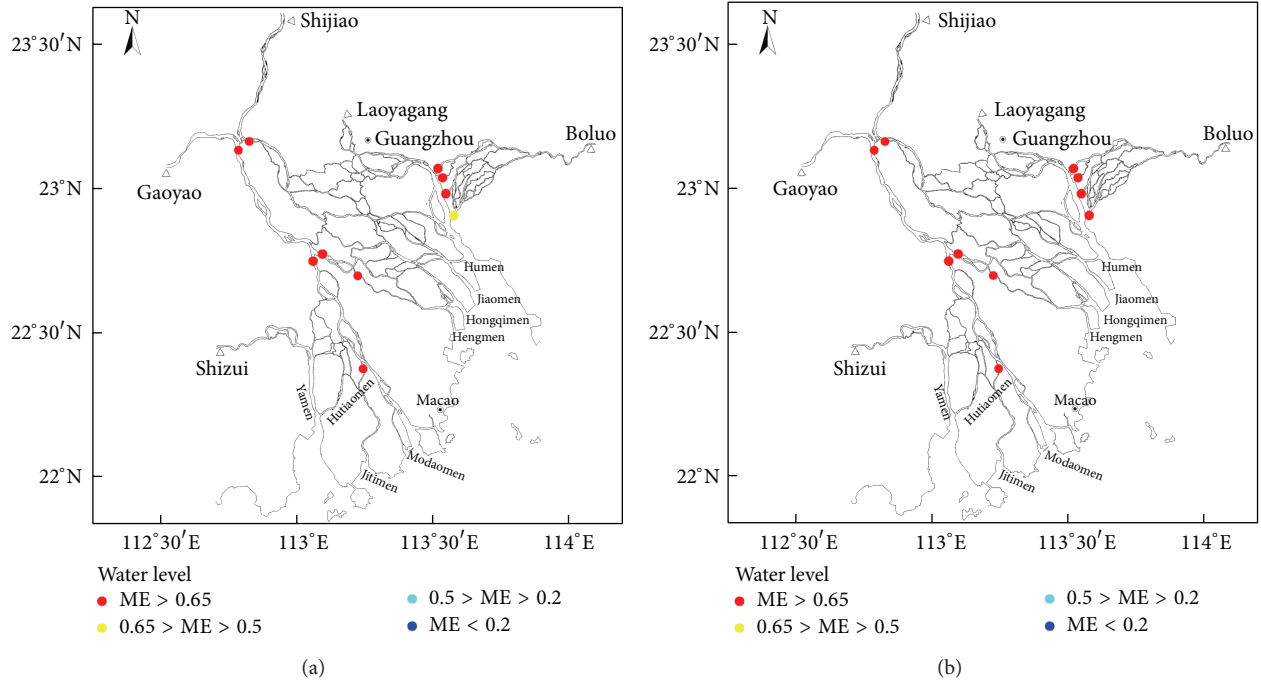 N
Shijiao
23°30′N
Laoyagang
Guangzhou
Boluo
23°N
Gaoyao
Humen
Jiaomen
Hongqimen
22°30′N
Hengmen
Shizui
Yamen
Hutiaomen
Macao
22°N
Modaomen
Jitimen
112°30′E
113°E
113°30′E
114°E
Water level
ME > 0.65
0.65 > ME > 0.5
0.5 > ME > 0.2
ME < 0.2
(a)
N
Shijiao
23°30′N
Laoyagang
Guangzhou
Boluo
23°N
Gaoyao
Humen
Jiaomen
Hongqimen
22°30′N
Hengmen
Shizui
Yamen
Hutiaomen
Macao
22°N
Modaomen
Jitimen
112°30′E
113°E
113°30′E
114°E
Water level
ME > 0.65
0.65 > ME > 0.5
0.5 > ME > 0.2
ME < 0.2
(b)